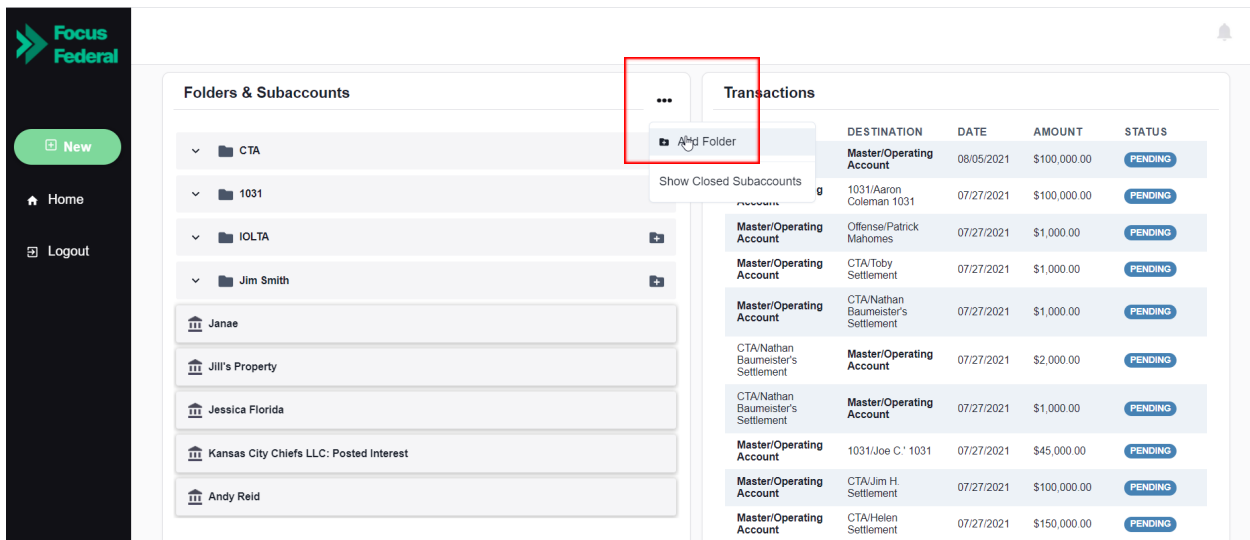 Focus
Federal
New
Home
Logout
Folders & Subaccounts
Add Folder
Show Closed Subaccounts
CTA
1031
IOLTA
Jim Smith
Janae
Jill's Property
Jessica Florida
Kansas City Chiefs LLC: Posted Interest
Andy Reid
Transactions
DESTINATION DATE AMOUNT STATUS
Master/Operating
Account 08/05/2021 $100,000.00 PENDING
Account
1031/Aaron
Coleman 1031 07/27/2021 $100,000.00 PENDING
Master/Operating
Account
Offense/Patrick
Mahomes 07/27/2021 $1,000.00 PENDING
Master/Operating
Account
CTA/Toby
Settlement 07/27/2021 $1,000.00 PENDING
Master/Operating
Account
CTA/Nathan
Baumeister's
Settlement 07/27/2021 $1,000.00 PENDING
CTA/Nathan
Baumeister's
Settlement
Master/Operating
Account 07/27/2021 $2,000.00 PENDING
CTA/Nathan
Baumeister's
Settlement
Master/Operating
Account 07/27/2021 $1,000.00 PENDING
Master/Operating
Account
1031/Joe C.' 1031 07/27/2021 $45,000.00 PENDING
Master/Operating
Account
CTA/Jim H.
Settlement 07/27/2021 $100,000.00 PENDING
Master/Operating
Account
CTA/Helen
Settlement 07/27/2021 $150,000.00 PENDING